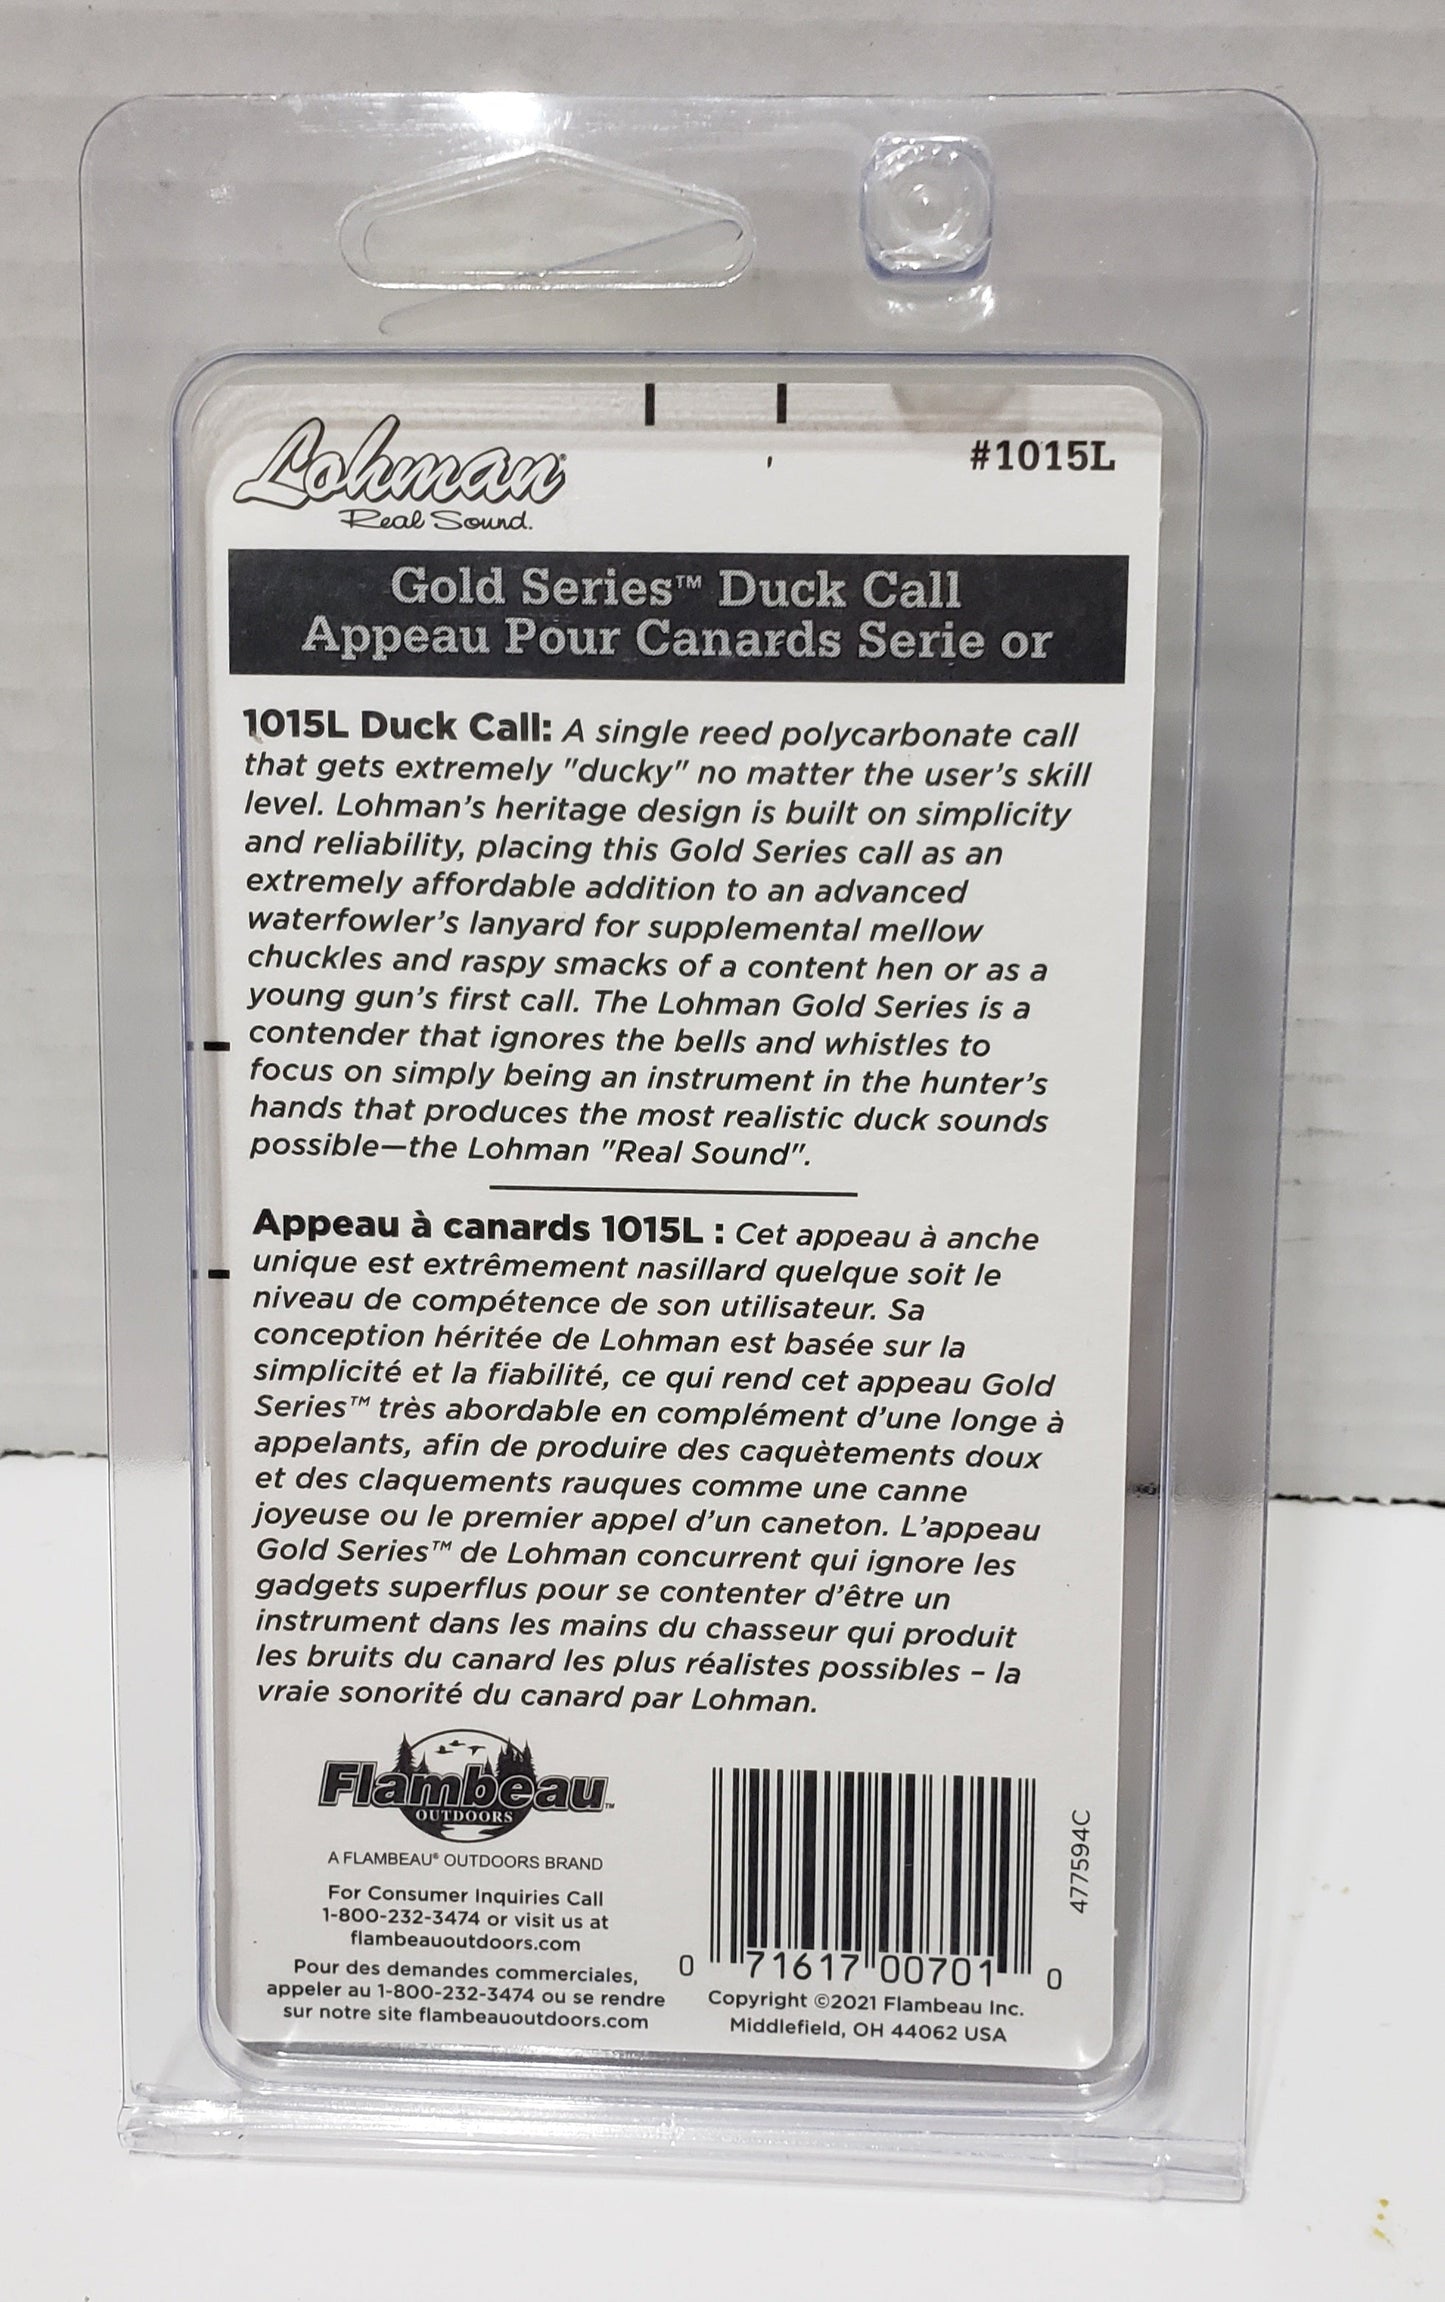 Lohman®
Real Sound.
#1015L
Gold Series™ Duck Call
Appeau Pour Canards Serie or
1015L Duck Call: A single reed polycarbonate call
that gets extremely "ducky" no matter the user's skill
level. Lohman's heritage design is built on simplicity
and reliability, placing this Gold Series call as an
extremely affordable addition to an advanced
waterfowler's lanyard for supplemental mellow
chuckles and raspy smacks of a content hen or as a
young gun's first call. The Lohman Gold Series is a
contender that ignores the bells and whistles to
focus on simply being an instrument in the hunter's
hands that produces the most realistic duck sounds
possible—the Lohman "Real Sound".
Appeau à canards 1015L : Cet appeau à anche
unique est extrêmement nasillard quelque soit le
niveau de compétence de son utilisateur. Sa
conception héritée de Lohman est basée sur la
simplicité et la fiabilité, ce qui rend cet appeau Gold
Series™ très abordable en complément d'une longe à
appelants, afin de produire des caquètements doux
et des claquements rauques comme une canne
joyeuse ou le premier appel d'un caneton. L'appeau
Gold Series™ de Lohman concurrent qui ignore les
gadgets superflus pour se contenter d'être un
instrument dans les mains du chasseur qui produit
les bruits du canard les plus réalistes possibles – la
vraie sonorité du canard par Lohman.
Flambeau™
OUTDOORS
A FLAMBEAU® OUTDOORS BRAND
For Consumer Inquiries Call
1-800-232-3474 or visit us at
flambeauoutdoors.com
Pour des demandes commerciales,
appeler au 1-800-232-3474 ou se rendre
sur notre site flambeauoutdoors.com
0 71617 00701 0
477594C
Copyright ©2021 Flambeau Inc.
Middlefield, OH 44062 USA